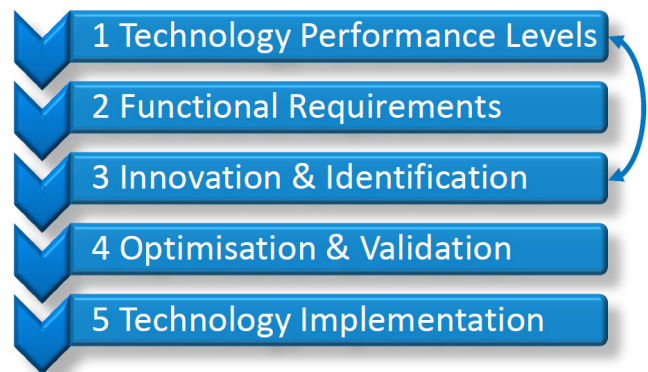 1 Technology Performance Levels
2 Functional Requirements
3 Innovation & Identification
4 Optimisation & Validation
5 Technology Implementation